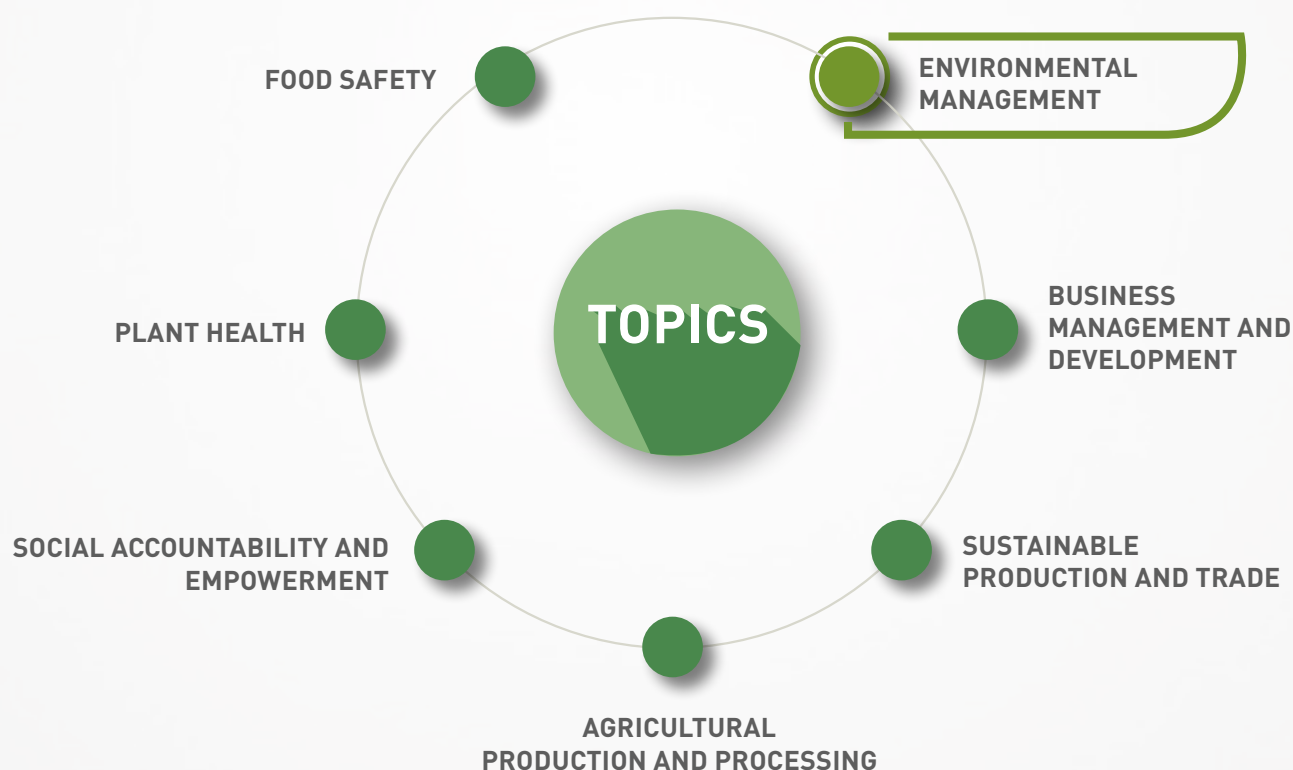 FOOD SAFETY
ENVIRONMENTAL
MANAGEMENT
TOPICS
PLANT HEALTH
BUSINESS
MANAGEMENT AND
DEVELOPMENT
SOCIAL ACCOUNTABILITY AND
EMPOWERMENT
SUSTAINABLE
PRODUCTION AND TRADE
AGRICULTURAL
PRODUCTION AND PROCESSING